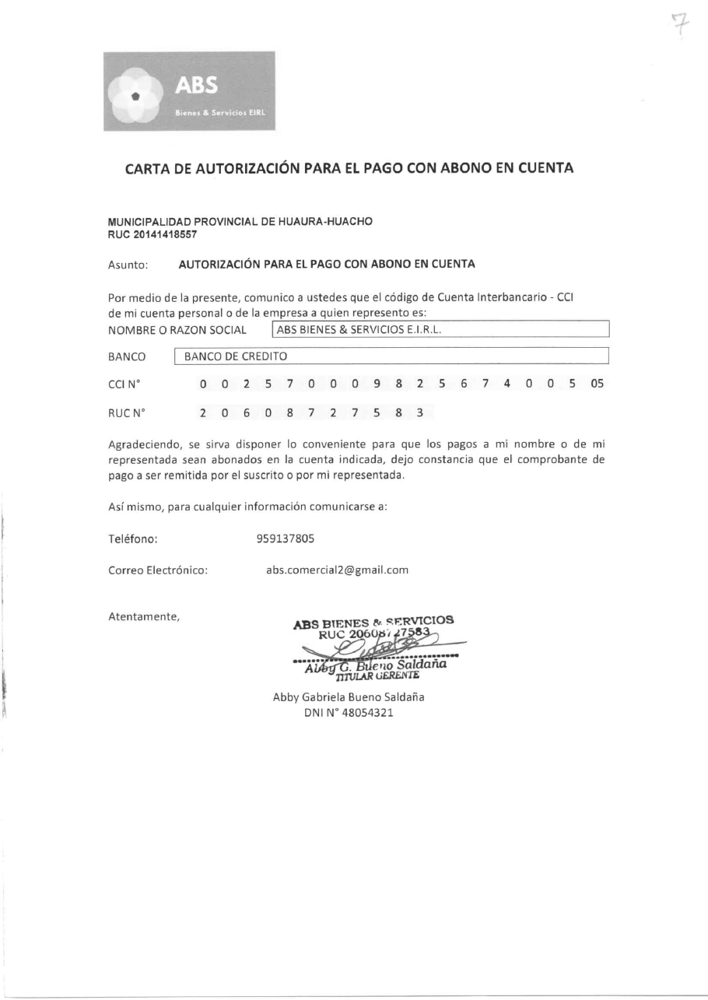 7
ABS
Bienes & Servicios EIRL
CARTA DE AUTORIZACIÓN PARA EL PAGO CON ABONO EN CUENTA
MUNICIPALIDAD PROVINCIAL DE HUAURA-HUACHO
RUC 20141418557
Asunto: AUTORIZACIÓN PARA EL PAGO CON ABONO EN CUENTA
Por medio de la presente, comunico a ustedes que el código de Cuenta Interbancario - CCI
de mi cuenta personal o de la empresa a quien represento es:
NOMBRE O RAZON SOCIAL ABS BIENES & SERVICIOS E.I.R.L.
BANCO BANCO DE CREDITO
CCI N° 0 0 2 5 7 0 0 0 9 8 2 5 6 7 4 0 0 5 05
RUC N° 2 0 6 0 8 7 2 7 5 8 3
Agradeciendo, se sirva disponer lo conveniente para que los pagos a mi nombre o de mi
representada sean abonados en la cuenta indicada, dejo constancia que el comprobante de
pago a ser remitida por el suscrito o por mi representada.
Así mismo, para cualquier información comunicarse a:
Teléfono: 959137805
Correo Electrónico: abs.comercial2@gmail.com
Atentamente,
ABS BIENES & SERVICIOS
RUC 20608727583
Abby G. Bueno Saldaña
TITULAR GERENTE
Abby Gabriela Bueno Saldaña
DNI N° 48054321